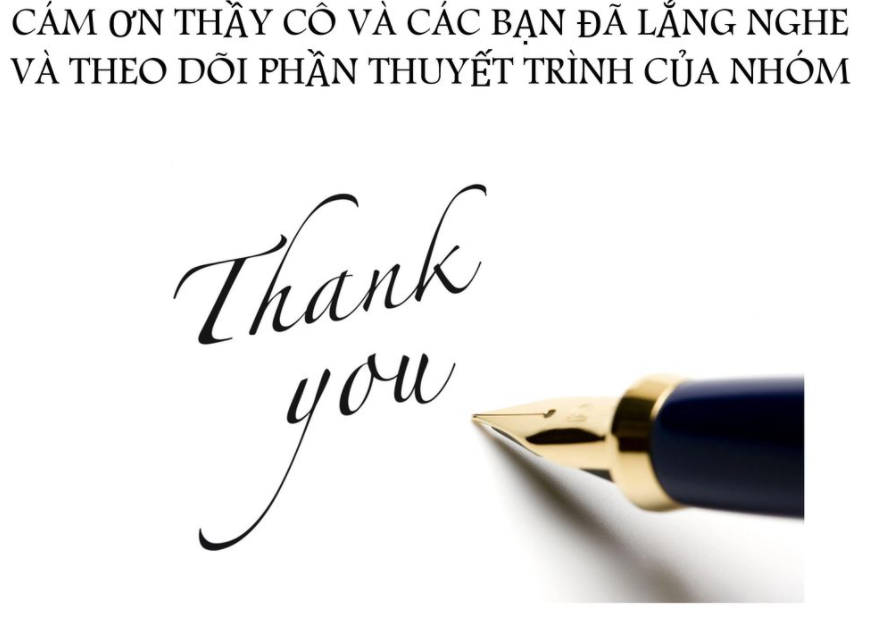 CÁM ƠN THẦY CÔ VÀ CÁC BẠN ĐÃ LẮNG NGHE
VÀ THEO DÕI PHẦN THUYẾT TRÌNH CỦA NHÓM
Thank
you